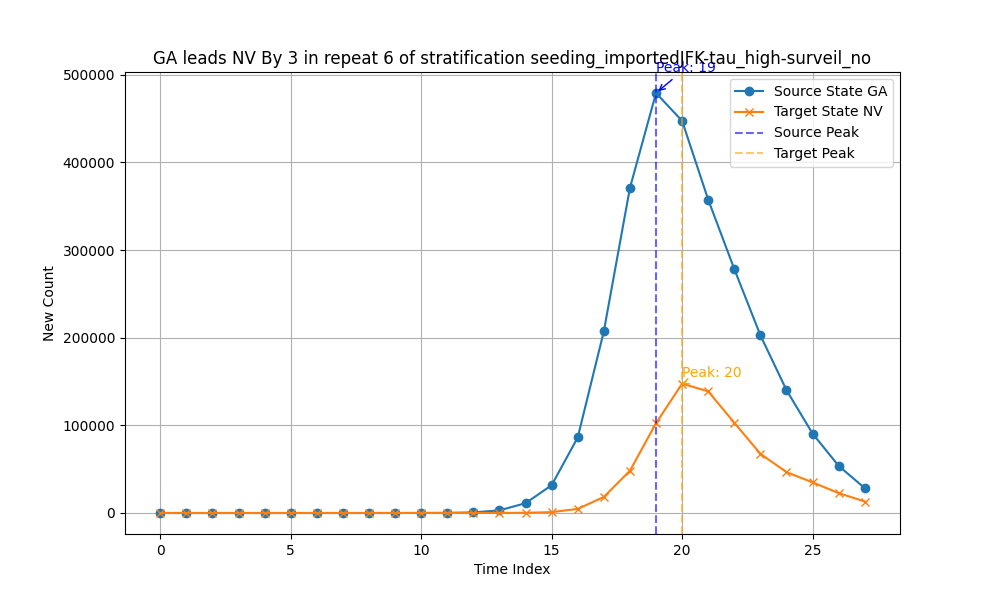 GA leads NV By 3 in repeat 6 of stratification seeding_importedJFK-tau_high-surveil_no
Peak: 19
500000
400000
300000
200000
100000
0
New Count
Source State GA
Target State NV
Source Peak
Target Peak
Peak: 20
0
5
10
15
20
25
Time Index